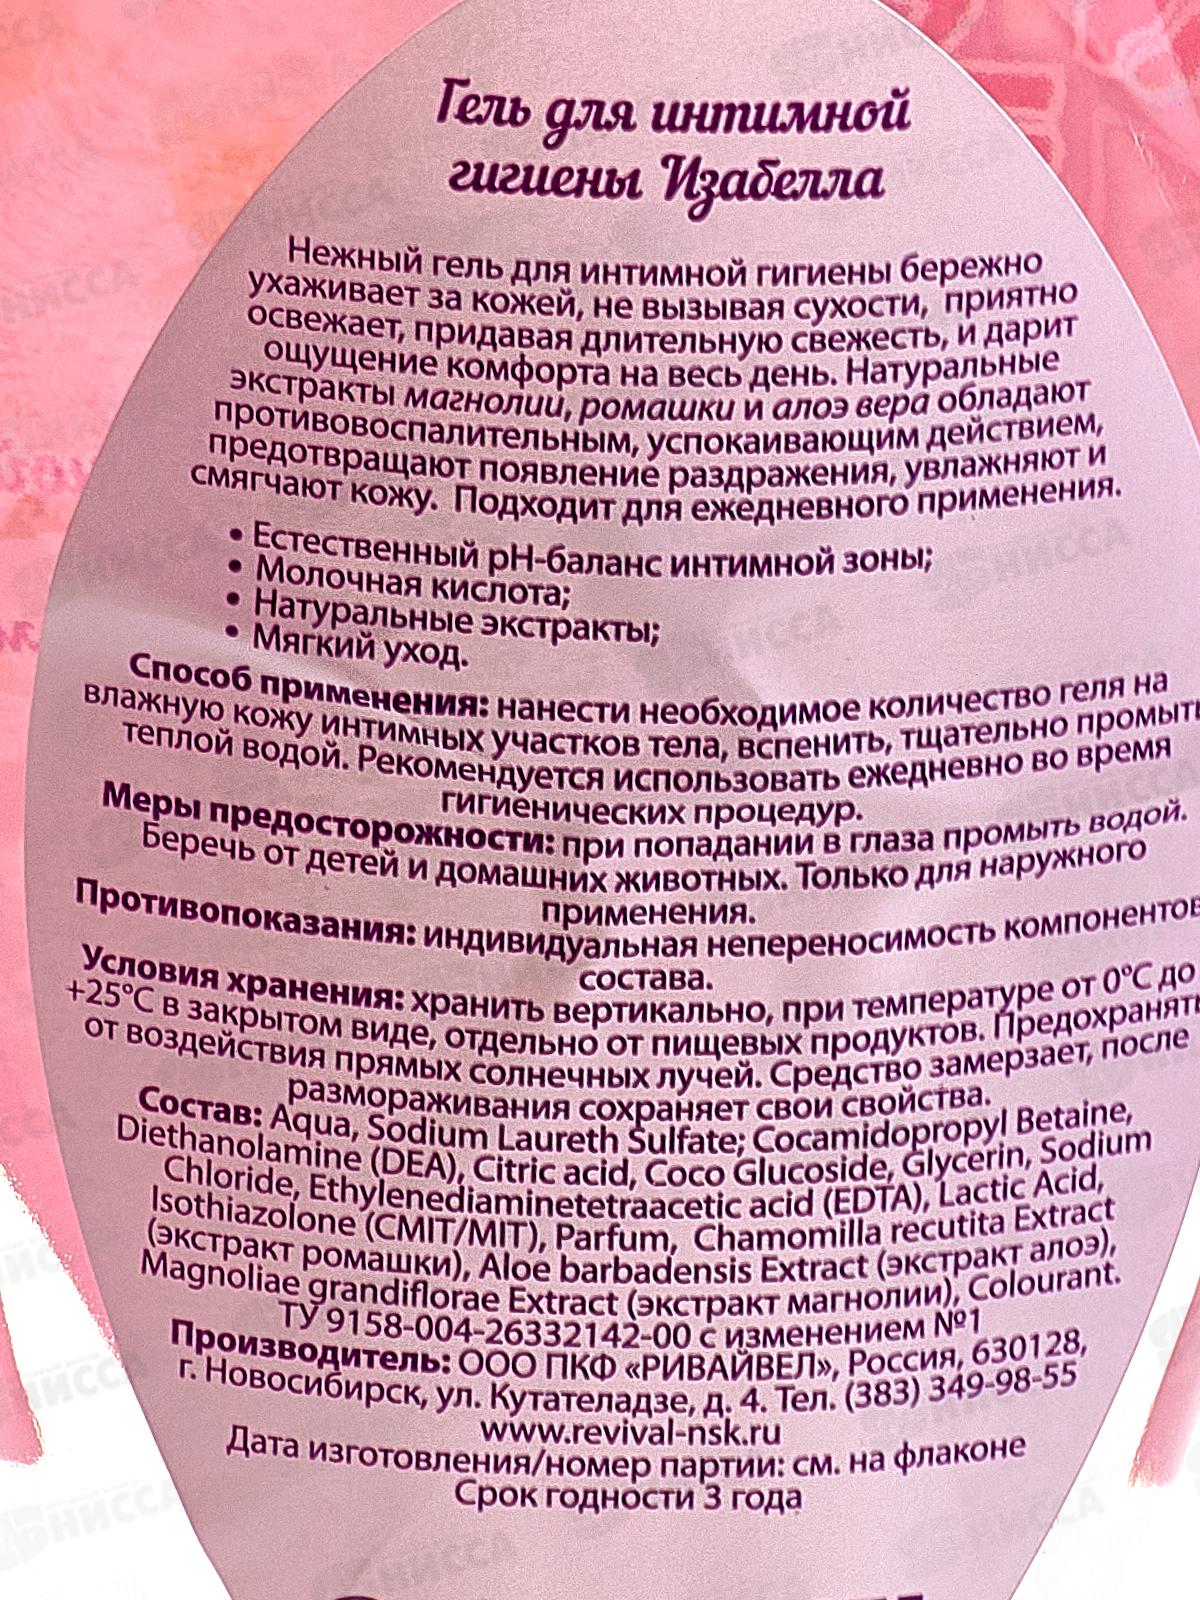 Гель для интимной
гигиены Изабелла
Нежный гель для интимной гигиены бережно
ухаживает за кожей, не вызывая сухости, приятно
освежает, придавая длительную свежесть, и дарит
ощущение комфорта на весь день. Натуральные
экстракты магнолии, ромашки и алоэ вера обладают
противовоспалительным, успокаивающим действием,
предотвращают появление раздражения, увлажняют и
смягчают кожу. Подходит для ежедневного применения.
• Естественный pH-баланс интимной зоны;
• Молочная кислота;
• Натуральные экстракты;
• Мягкий уход.
Способ применения: нанести необходимое количество геля на
влажную кожу интимных участков тела, вспенить, тщательно промыть
теплой водой. Рекомендуется использовать ежедневно во время
гигиенических процедур.
Меры предосторожности: при попадании в глаза промыть водой.
Беречь от детей и домашних животных. Только для наружного
применения.
Противопоказания: индивидуальная непереносимость компонентов
состава.
Условия хранения: хранить вертикально, при температуре от 0°С до
+25°С в закрытом виде, отдельно от пищевых продуктов. Предохранять
от воздействия прямых солнечных лучей. Средство замерзает, после
размораживания сохраняет свои свойства.
Состав: Aqua, Sodium Laureth Sulfate; Cocamidopropyl Betaine,
Diethanolamine (DEA), Citric acid, Coco Glucoside, Glycerin, Sodium
Chloride, Ethylenediaminetetraacetic acid (EDTA), Lactic Acid,
Isothiazolone (CMIT/MIT), Parfum, Chamomilla recutita Extract
(экстракт ромашки), Aloe barbadensis Extract (экстракт алоэ),
Magnoliae grandiflorae Extract (экстракт магнолии), Colourant.
ТУ 9158-004-26332142-00 с изменением №1
Производитель: ООО ПКФ «РИВАЙВЕЛ», Россия, 630128,
г. Новосибирск, ул. Кутателадзе, д. 4. Тел. (383) 349-98-55
www.revival-nsk.ru
Дата изготовления/номер партии: см. на флаконе
Срок годности 3 года